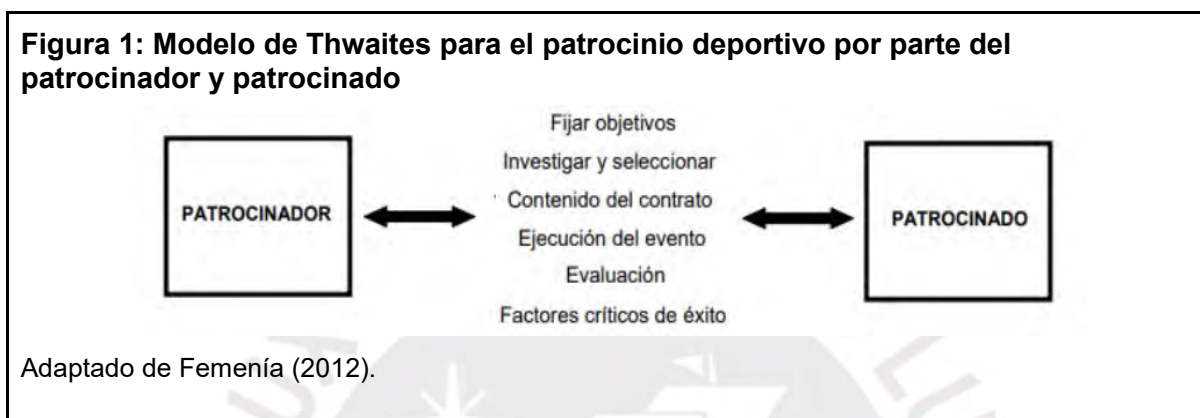 Figura 1: Modelo de Thwaites para el patrocinio deportivo por parte del
patrocinador y patrocinado
Fijar objetivos
Investigar y seleccionar
PATROCINADOR
Contenido del contrato
PATROCINADO
Ejecución del evento
Evaluación
Factores críticos de éxito
Adaptado de Femenía (2012).